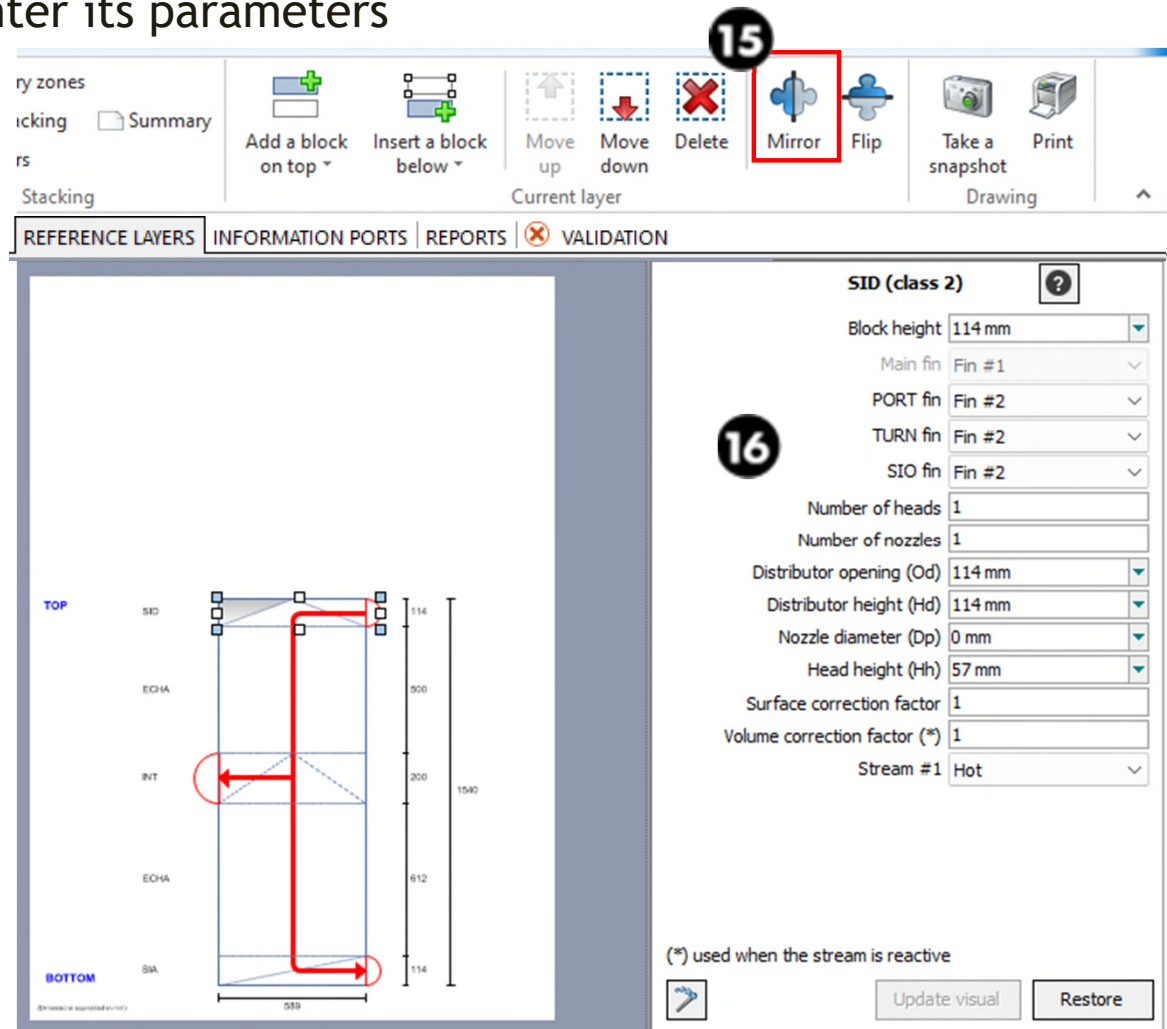 nter its parameters
15
ry zones
acking Summary
rs
Stacking
Add a block
on top
Insert a block
below
Move
up
Move
down
Delete
Mirror
Flip
Current layer
Take a
snapshot
Print
Drawing
REFERENCE LAYERS INFORMATION PORTS REPORTS VALIDATION
TOP
SID
114
ECHA
500
INT
200
1540
ECHA
612
BOTTOM
SIA
114
589
SID (class 2) ?
Block height 114 mm
Main fin Fin #1
PORT fin Fin #2
16
TURN fin Fin #2
SIO fin Fin #2
Number of heads 1
Number of nozzles 1
Distributor opening (Od) 114 mm
Distributor height (Hd) 114 mm
Nozzle diameter (Dp) 0 mm
Head height (Hh) 57 mm
Surface correction factor 1
Volume correction factor (*) 1
Stream #1 Hot
(*) used when the stream is reactive
Update visual Restore